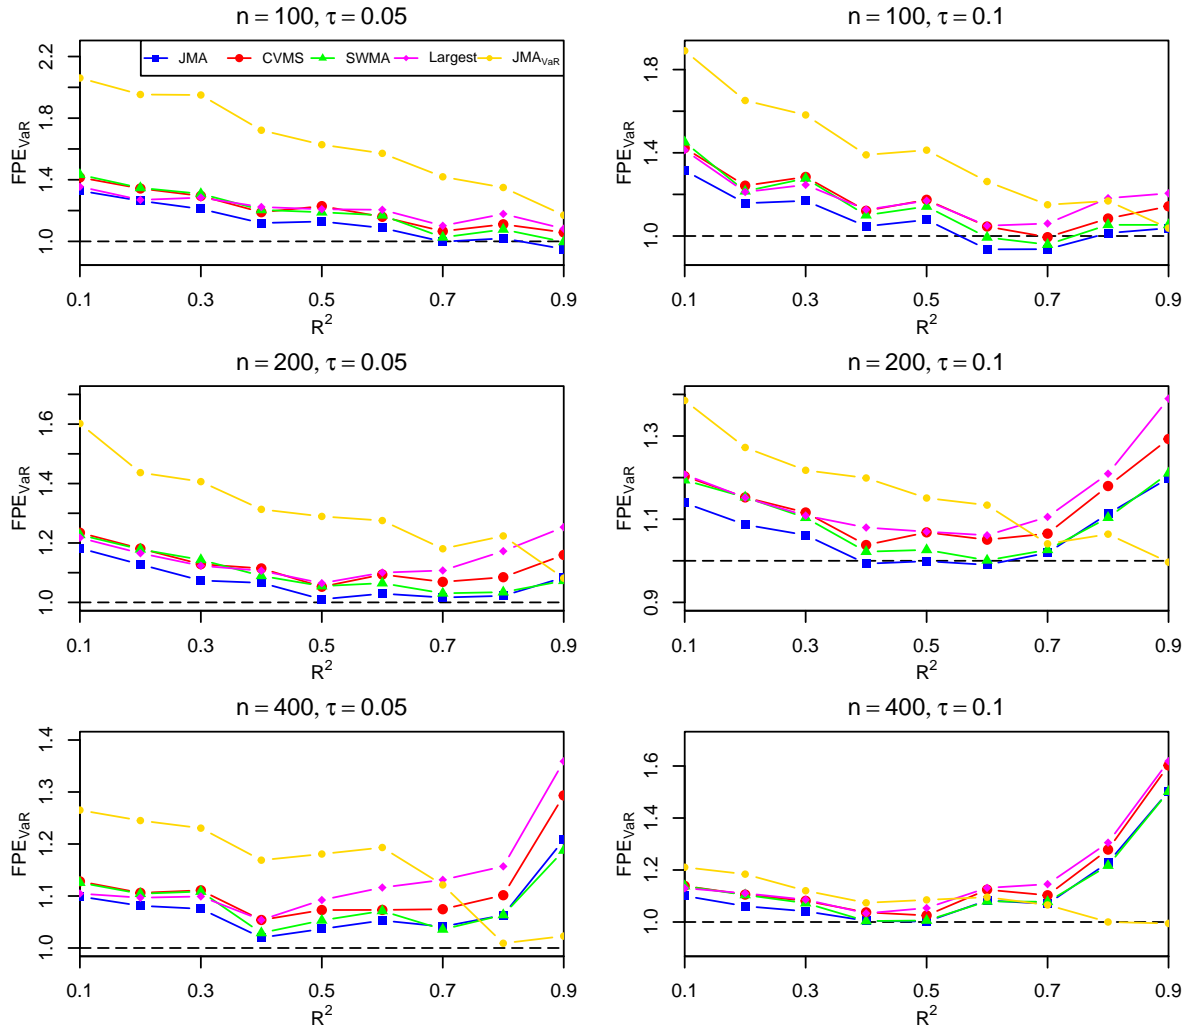 n = 100, τ = 0.05
FPE_VaR
1.0 1.4 1.8 2.2
JMA CVMS SWMA Largest JMA_VaR
0.1 0.3 0.5 0.7 0.9
R²
n = 100, τ = 0.1
FPE_VaR
1.0 1.4 1.8
0.1 0.3 0.5 0.7 0.9
R²
n = 200, τ = 0.05
FPE_VaR
1.0 1.2 1.4 1.6
0.1 0.3 0.5 0.7 0.9
R²
n = 200, τ = 0.1
FPE_VaR
0.9 1.1 1.3
0.1 0.3 0.5 0.7 0.9
R²
n = 400, τ = 0.05
FPE_VaR
1.0 1.1 1.2 1.3 1.4
0.1 0.3 0.5 0.7 0.9
R²
n = 400, τ = 0.1
FPE_VaR
1.0 1.2 1.4 1.6
0.1 0.3 0.5 0.7 0.9
R²